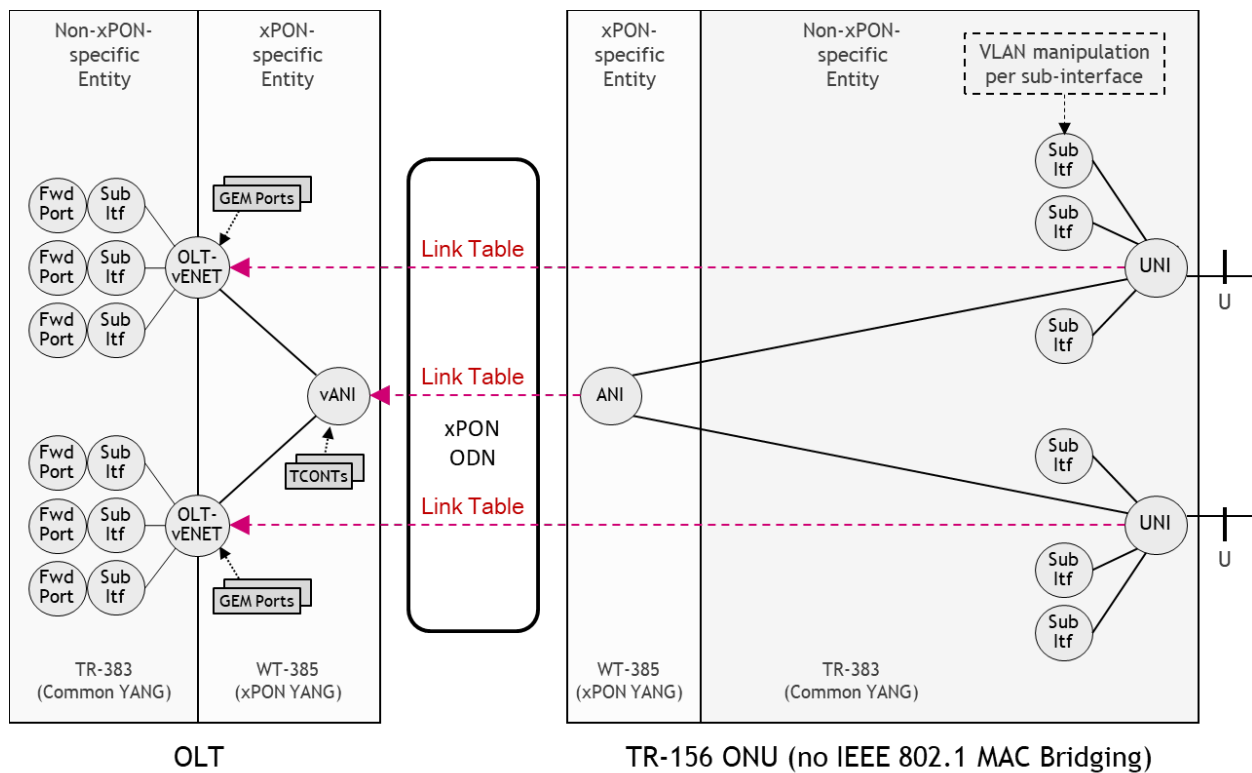 Non-xPON-
specific
Entity
xPON-
specific
Entity
xPON-
specific
Entity
Non-xPON-
specific
Entity
VLAN manipulation
per sub-interface
Fwd
Port
Sub
Itf
Fwd
Port
Sub
Itf
Fwd
Port
Sub
Itf
OLT-
vENET
GEM Ports
Link Table
Sub
Itf
Sub
Itf
Sub
Itf
UNI
U
vANI
TCONTs
Link Table
xPON
ODN
ANI
Fwd
Port
Sub
Itf
Fwd
Port
Sub
Itf
Fwd
Port
Sub
Itf
OLT-
vENET
GEM Ports
Link Table
Sub
Itf
Sub
Itf
Sub
Itf
UNI
U
TR-383
(Common YANG)
WT-385
(xPON YANG)
WT-385
(xPON YANG)
TR-383
(Common YANG)
OLT
TR-156 ONU (no IEEE 802.1 MAC Bridging)